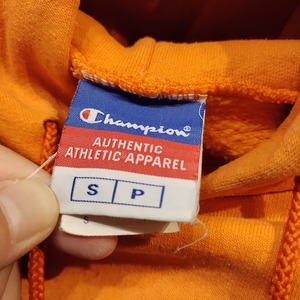 Champion
AUTHENTIC
ATHLETIC APPAREL
S P
S